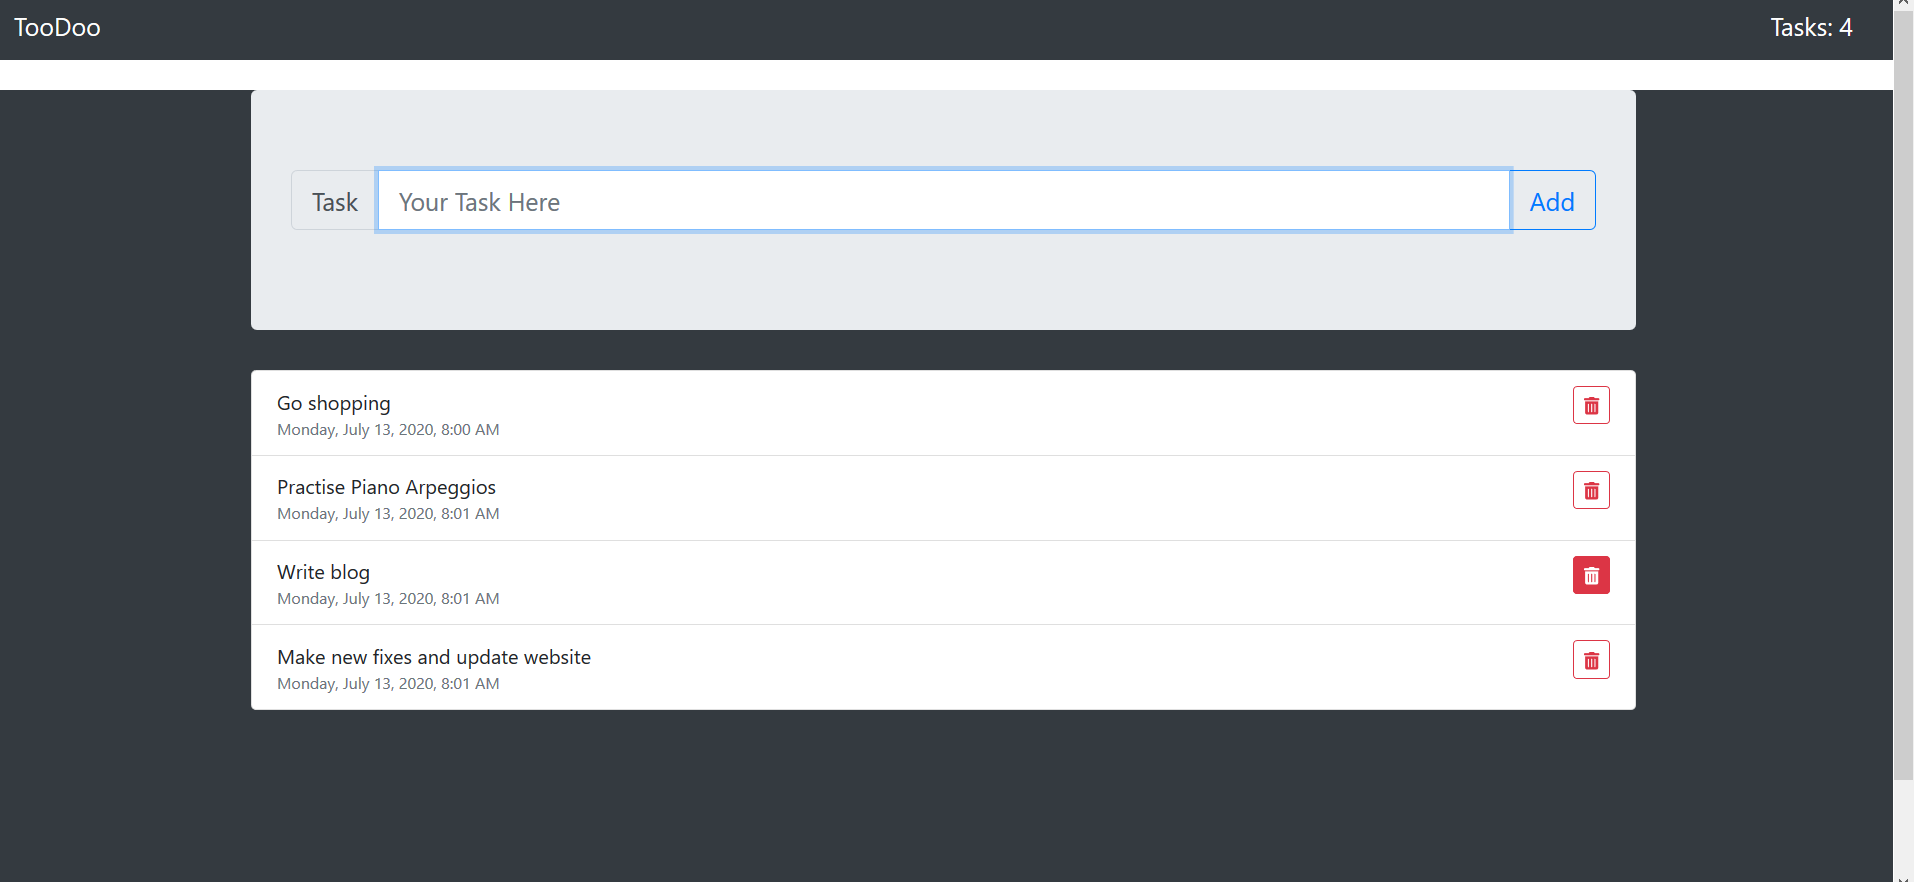 TooDoo
Tasks: 4
Task
Your Task Here
Add
Go shopping
Monday, July 13, 2020, 8:00 AM
Practise Piano Arpeggios
Monday, July 13, 2020, 8:01 AM
Write blog
Monday, July 13, 2020, 8:01 AM
Make new fixes and update website
Monday, July 13, 2020, 8:01 AM